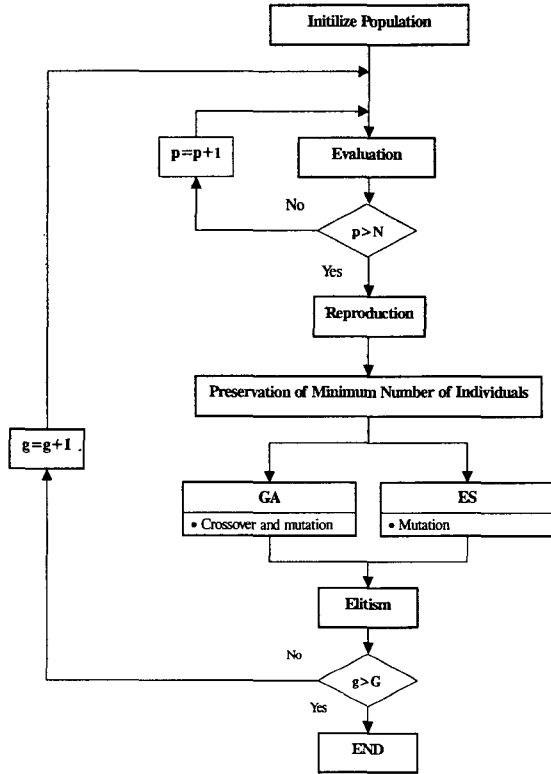 Initilize Population
p=p+1
Evaluation
No
p>N
Yes
Reproduction
Preservation of Minimum Number of Individuals
g=g+1
GA
• Crossover and mutation
ES
• Mutation
Elitism
No
g>G
Yes
END